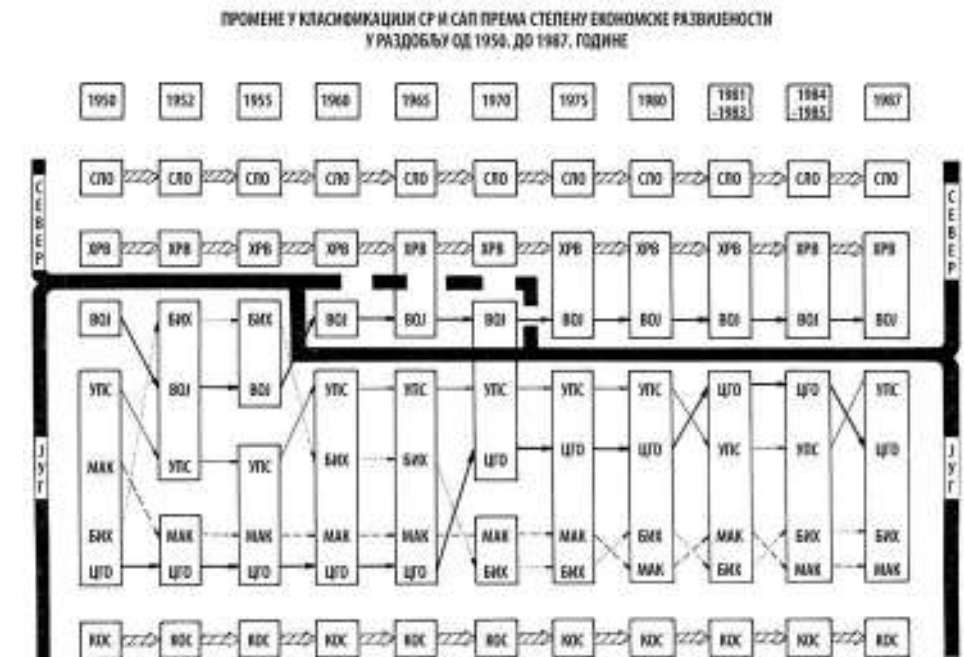 ПРОМЕНЕ У КЛАСИФИКАЦИЈИ СР И САП ПРЕМА СТЕПЕНУ ЕКОНОМСКЕ РАЗВИЈЕНОСТИ
У РАЗДОБЉУ ОД 1950. ДО 1987. ГОДИНЕ
1950 1952 1955 1960 1965 1970 1975 1980 1981-1983 1984-1985 1987
СЕВЕР
СЕВЕР
СЛО СЛО СЛО СЛО СЛО СЛО СЛО СЛО СЛО СЛО СЛО
ХРВ ХРВ ХРВ ХРВ ХРВ ХРВ ХРВ ХРВ ХРВ ХРВ ХРВ
ВОЈ БИХ БИХ ВОЈ ВОЈ ВОЈ ВОЈ ВОЈ ВОЈ ВОЈ ВОЈ
УПС ВОЈ ВОЈ УПС УПС УПС УПС УПС ЦГО ЦГО УПС
МАК УПС УПС БИХ БИХ ЦГО ЦГО ЦГО УПС УПС ЦГО
ЈУГ
ЈУГ
БИХ МАК МАК МАК МАК МАК МАК БИХ МАК БИХ БИХ
ЦГО ЦГО ЦГО ЦГО ЦГО БИХ БИХ МАК БИХ МАК МАК
КОС КОС КОС КОС КОС КОС КОС КОС КОС КОС КОС